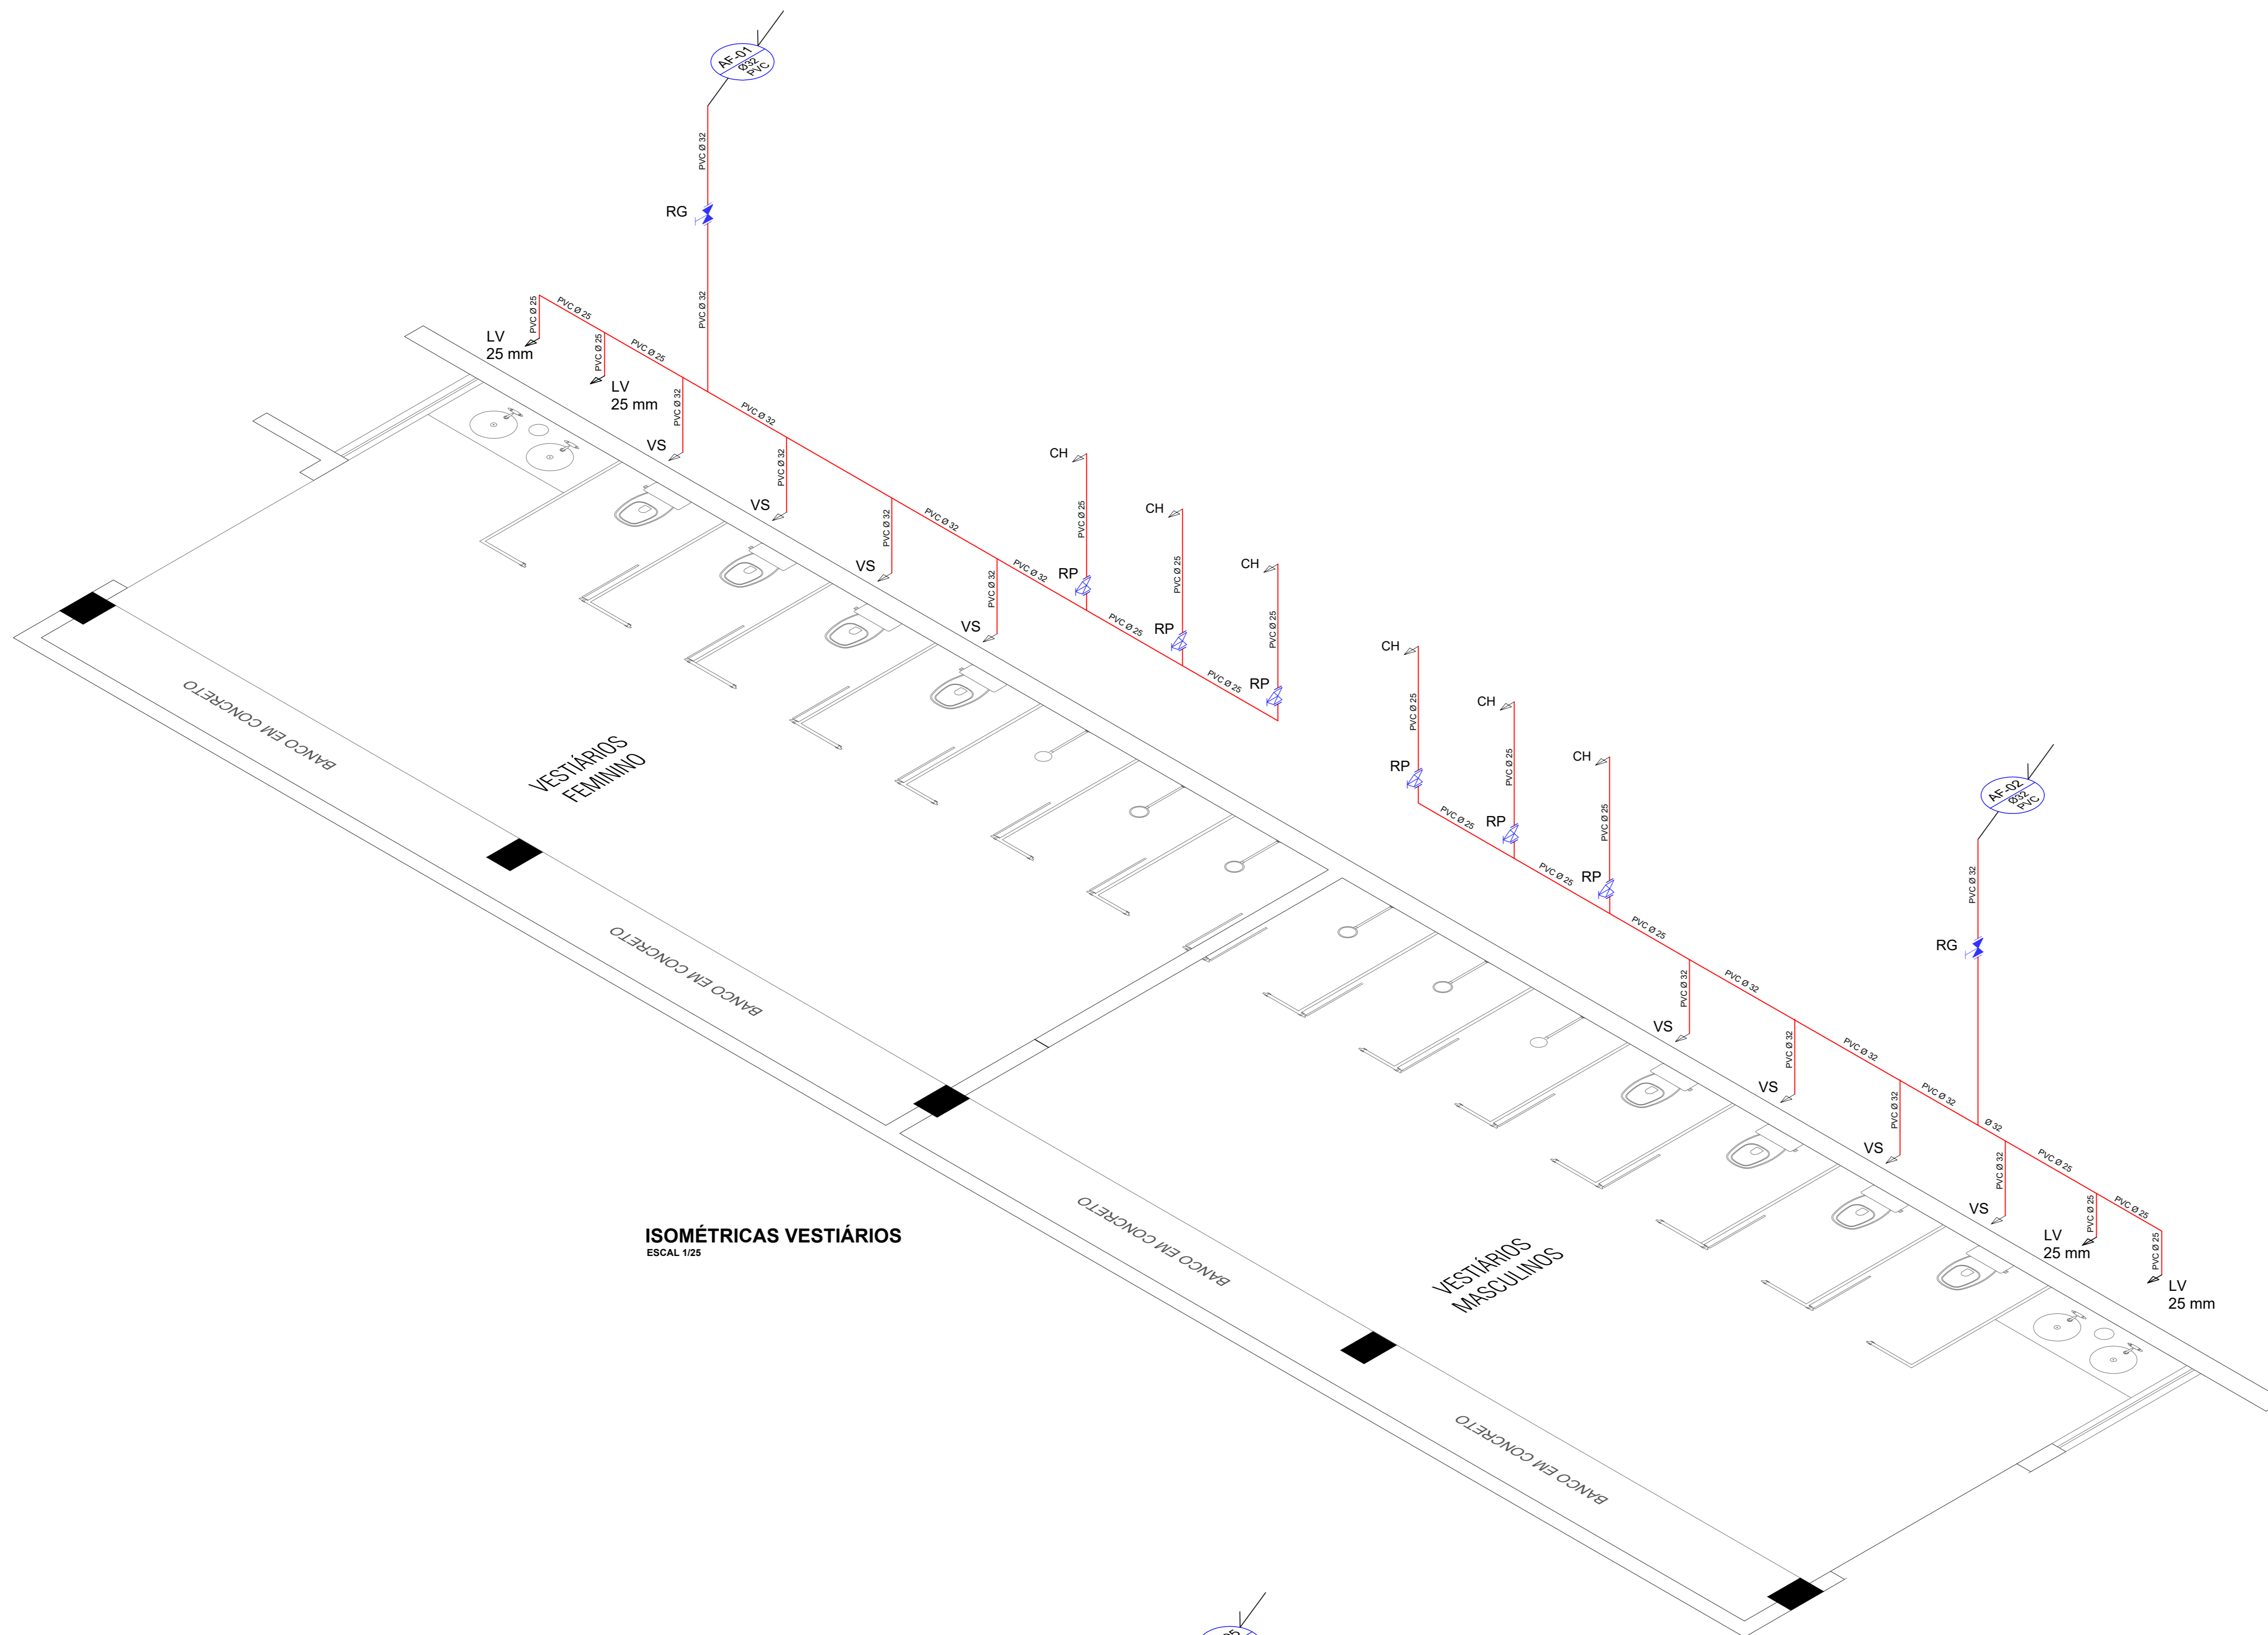 AF-01
Ø32
PVC
PVC Ø 32
RG
PVC Ø 32
PVC Ø 25
PVC Ø 25
LV
25 mm
PVC Ø 25
PVC Ø 25
LV
25 mm
PVC Ø 32
VS
PVC Ø 32
PVC Ø 32
VS
PVC Ø 32
VS
PVC Ø 32
PVC Ø 32
VS
PVC Ø 32
CH
PVC Ø 25
RP
PVC Ø 25
CH
PVC Ø 25
RP
PVC Ø 25
CH
PVC Ø 25
RP
CH
PVC Ø 25
RP
PVC Ø 25
CH
PVC Ø 25
RP
PVC Ø 25
CH
PVC Ø 25
RP
PVC Ø 25
AF-02
Ø32
PVC
PVC Ø 32
RG
PVC Ø 32
VS
PVC Ø 32
PVC Ø 32
VS
PVC Ø 32
PVC Ø 32
VS
PVC Ø 32
Ø 32
PVC Ø 32
VS
PVC Ø 25
PVC Ø 25
LV
25 mm
PVC Ø 25
PVC Ø 25
LV
25 mm
BANCO EM CONCRETO
VESTIÁRIOS
FEMININO
BANCO EM CONCRETO
BANCO EM CONCRETO
VESTIÁRIOS
MASCULINOS
BANCO EM CONCRETO
ISOMÉTRICAS VESTIÁRIOS
ESCAL 1/25